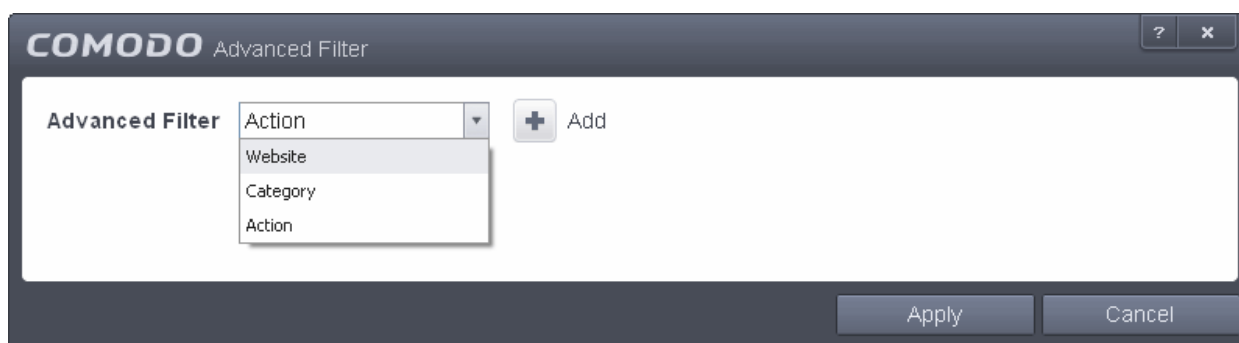 COMODO Advanced Filter
? x
Advanced Filter Action + Add
Website
Category
Action
Apply Cancel